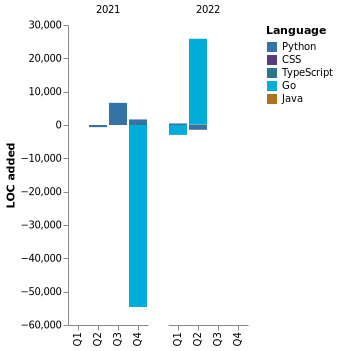 2021 2022
Language
Python
CSS
TypeScript
Go
Java
LOC added
30,000
20,000
10,000
0
−10,000
−20,000
−30,000
−40,000
−50,000
−60,000
Q1 Q2 Q3 Q4 Q1 Q2 Q3 Q4